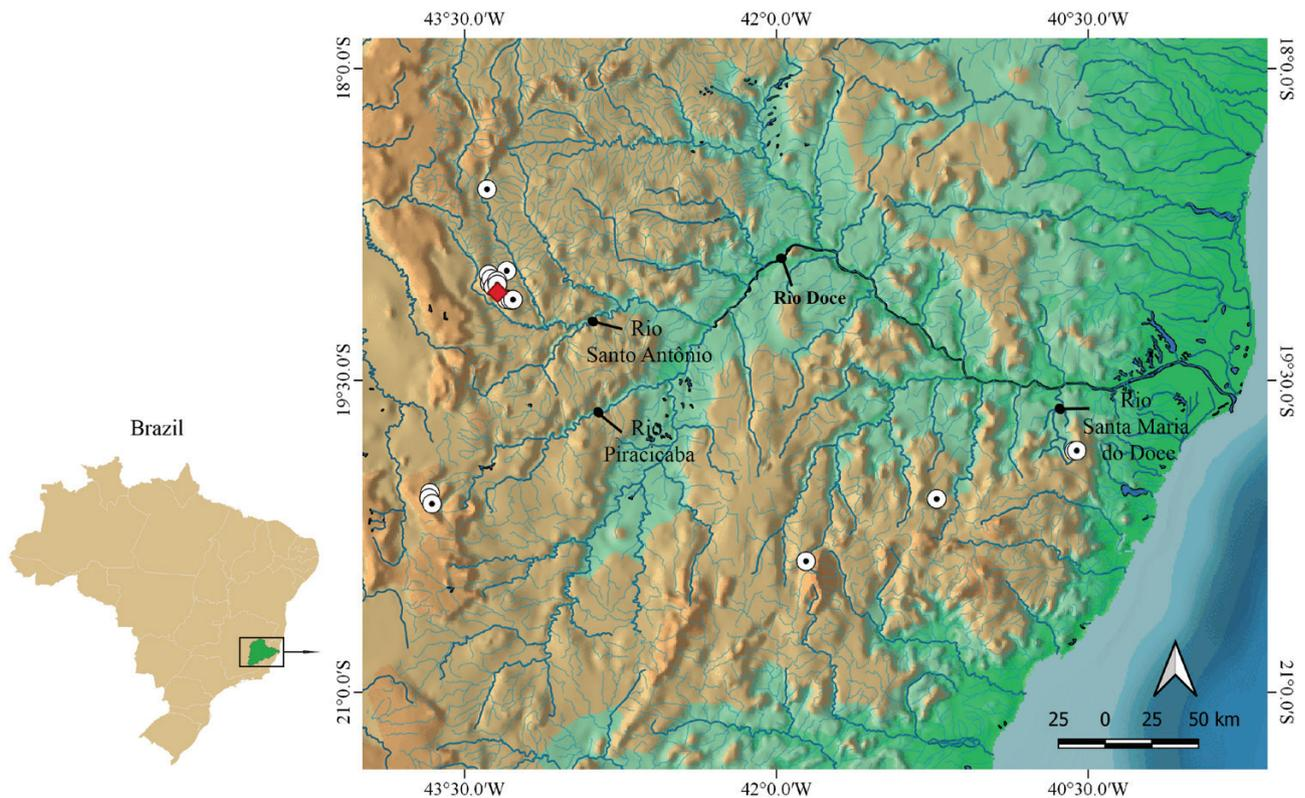 43°30.0'W
42°0.0'W
40°30.0'W
18°0.0'S
18°0.0'S
Rio Doce
Rio
Santo Antônio
19°30.0'S
19°30.0'S
Rio
Santa Maria
do Doce
Rio
Piracicaba
Brazil
21°0.0'S
21°0.0'S
25 0 25 50 km
43°30.0'W
42°0.0'W
40°30.0'W